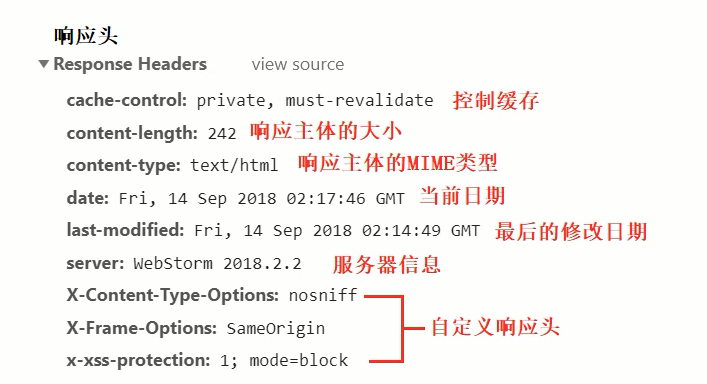 响应头
Response Headers view source
cache-control: private, must-revalidate 控制缓存
content-length: 242 响应主体的大小
content-type: text/html 响应主体的MIME类型
date: Fri, 14 Sep 2018 02:17:46 GMT 当前日期
last-modified: Fri, 14 Sep 2018 02:14:49 GMT 最后的修改日期
server: WebStorm 2018.2.2 服务器信息
X-Content-Type-Options: nosniff
X-Frame-Options: SameOrigin 自定义响应头
x-xss-protection: 1; mode=block